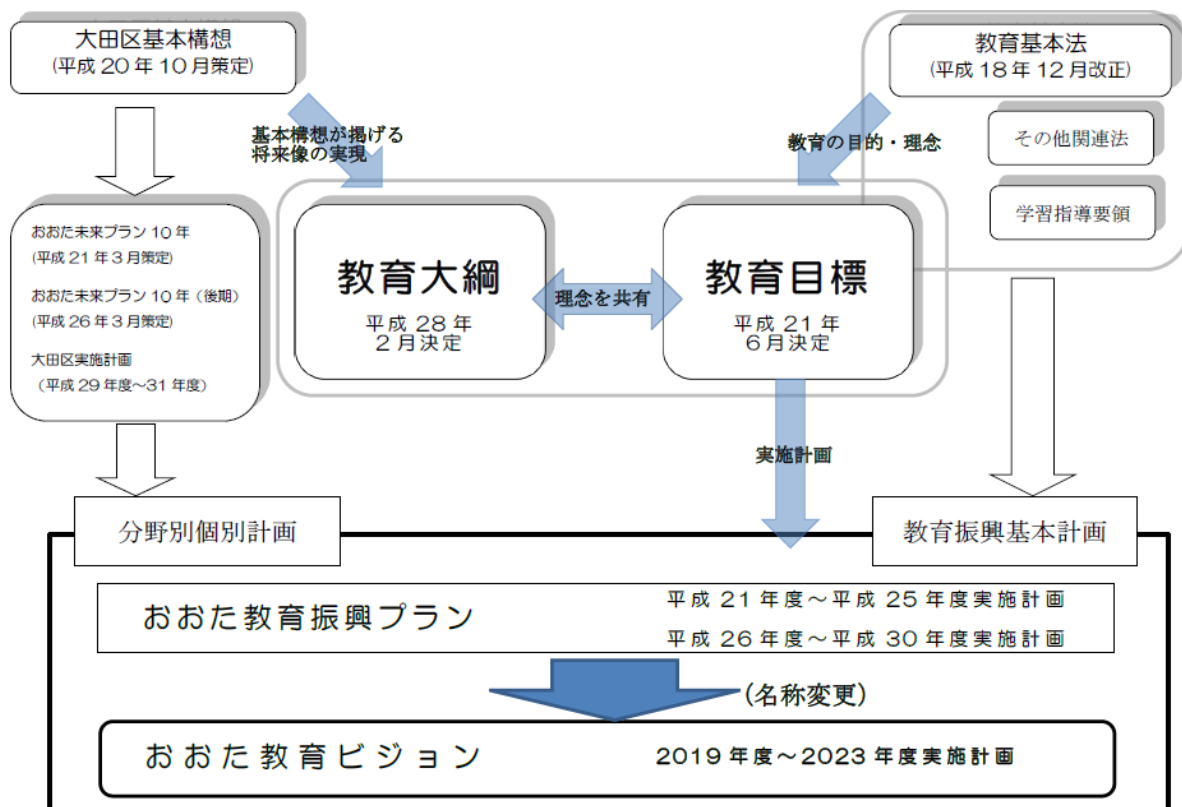 大田区基本構想
(平成 20 年 10 月策定)
教育基本法
(平成 18 年 12 月改正)
基本構想が掲げる
将来像の実現
教育の目的・理念
その他関連法
学習指導要領
おおた未来プラン 10 年
(平成 21 年 3 月策定)
おおた未来プラン 10 年（後期）
(平成 26 年 3 月策定)
大田区実施計画
（平成 29 年度～31 年度）
教育大綱
平成 28 年
2 月決定
理念を共有
教育目標
平成 21 年
6 月決定
実施計画
分野別個別計画
教育振興基本計画
おおた教育振興プラン
平成 21 年度～平成 25 年度実施計画
平成 26 年度～平成 30 年度実施計画
(名称変更)
おおた教育ビジョン
2019 年度～2023 年度実施計画